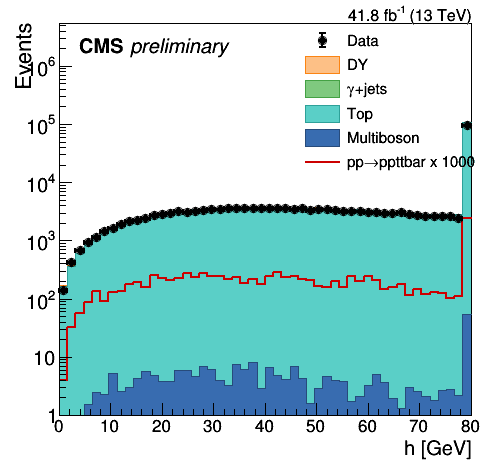 41.8 fb⁻¹ (13 TeV)
CMS preliminary
Events
Data
DY
γ+jets
Top
Multiboson
pp→ppttbar x 1000
10⁶
10⁵
10⁴
10³
10²
10
1
0 10 20 30 40 50 60 70 80
h [GeV]